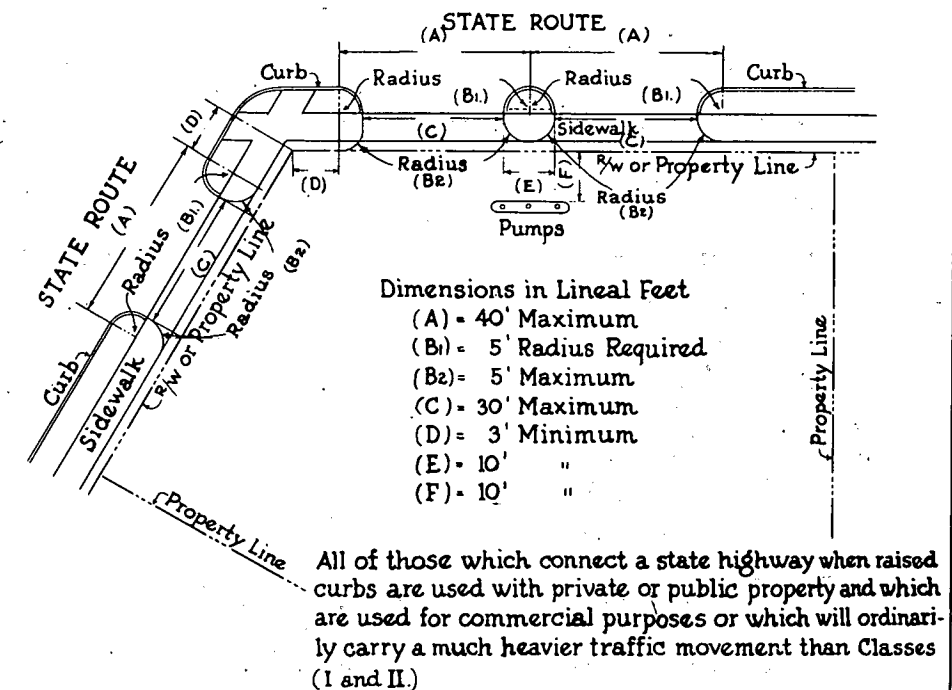 STATE ROUTE
(A) (A)
Curb Radius Radius Curb
(B1.) (B1.)
(D) (C) Sidewalk (C)
Radius R/W or Property Line
(B2)
(D) (E) (F) Radius
(B2)
Pumps
STATE ROUTE
(A)
Radius (B1.)
(C)
R/W or Property Line
Radius (B2)
Curb
Sidewalk
Property Line
Property Line
Dimensions in Lineal Feet
(A) = 40' Maximum
(B1) = 5' Radius Required
(B2) = 5' Maximum
(C) = 30' Maximum
(D) = 3' Minimum
(E) = 10' "
(F) = 10' "
All of those which connect a state highway when raised
curbs are used with private or public property and which
are used for commercial purposes or which will ordinari-
ly carry a much heavier traffic movement than Classes
(I and II.)